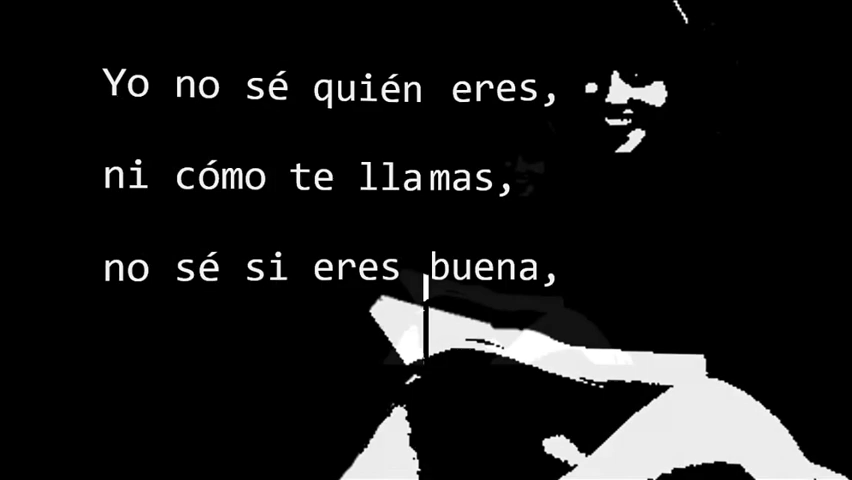 Yo no sé quién eres,
ni cómo te llamas,
no sé si eres buena,